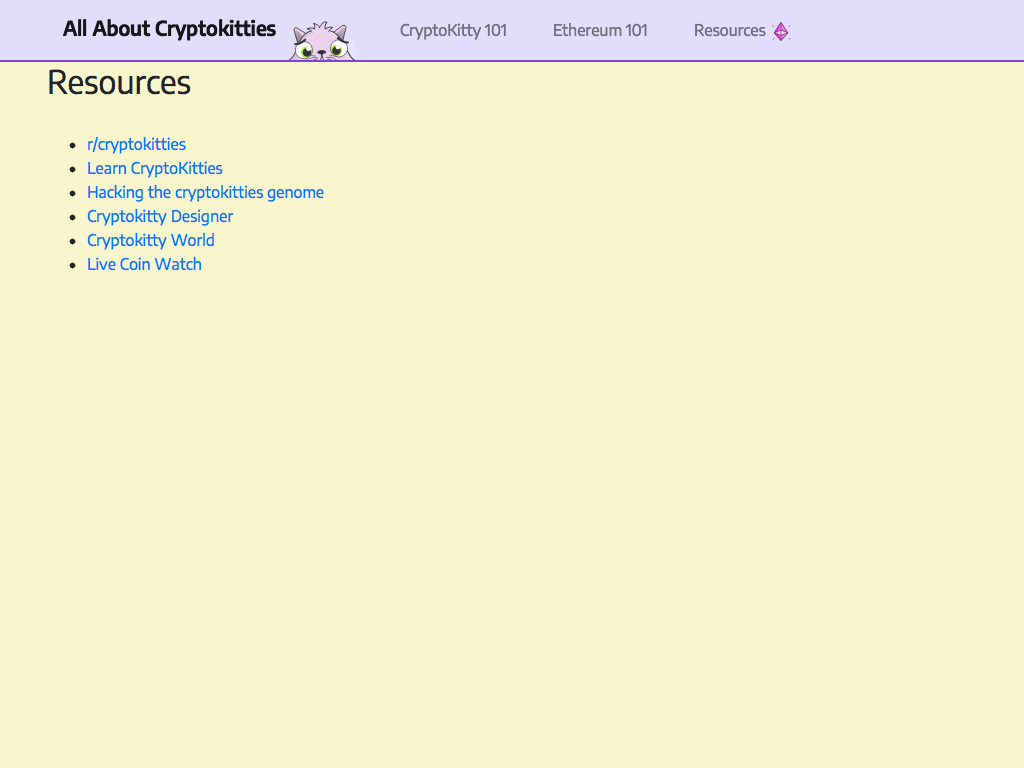 All About Cryptokitties
CryptoKitty 101
Ethereum 101
Resources
Resources
r/cryptokitties
Learn CryptoKitties
Hacking the cryptokitties genome
Cryptokitty Designer
Cryptokitty World
Live Coin Watch